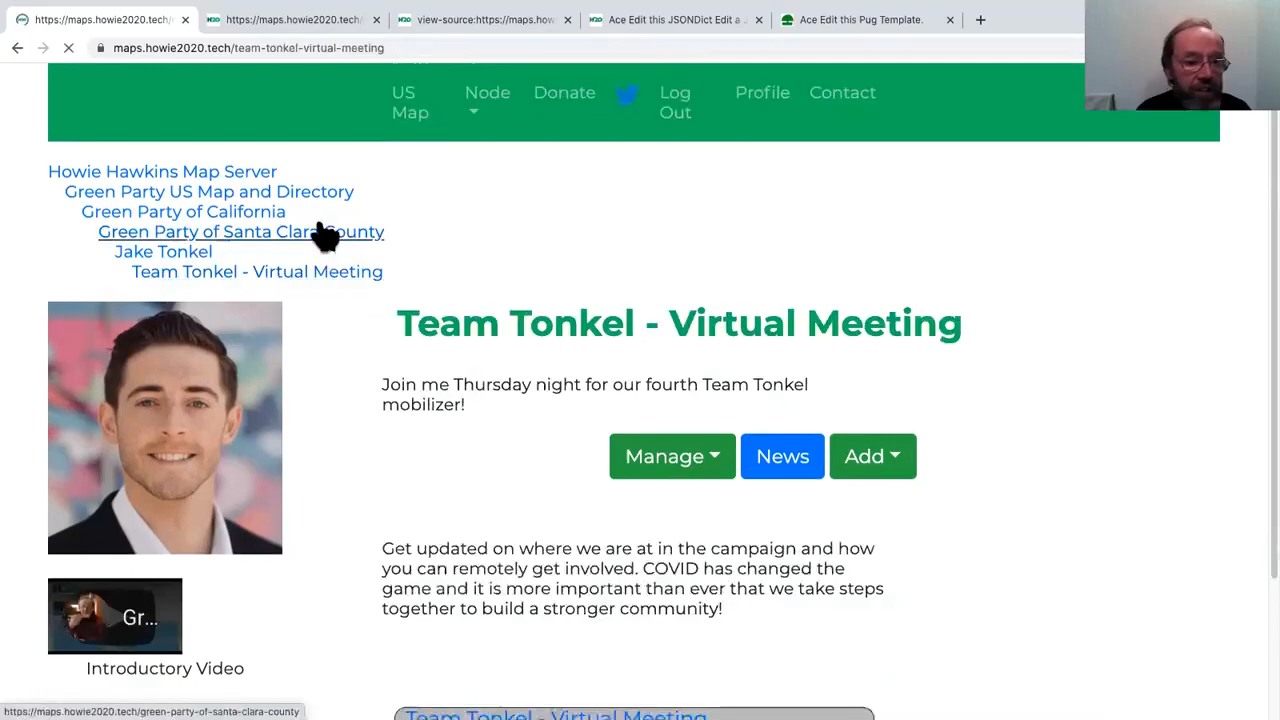 https://maps.howie2020.tech/
https://maps.howie2020.tech/
view-source:https://maps.how
Ace Edit this JSONDict Edit a
Ace Edit this Pug Template.
maps.howie2020.tech/team-tonkel-virtual-meeting
US Map
Node
Donate
Log Out
Profile
Contact
Howie Hawkins Map Server
Green Party US Map and Directory
Green Party of California
Green Party of Santa Clara County
Jake Tonkel
Team Tonkel - Virtual Meeting
Team Tonkel - Virtual Meeting
Join me Thursday night for our fourth Team Tonkel
mobilizer!
Manage
News
Add
Get updated on where we are at in the campaign and how
you can remotely get involved. COVID has changed the
game and it is more important than ever that we take steps
together to build a stronger community!
Gr...
Introductory Video
Team Tonkel - Virtual Meeting
https://maps.howie2020.tech/green-party-of-santa-clara-county